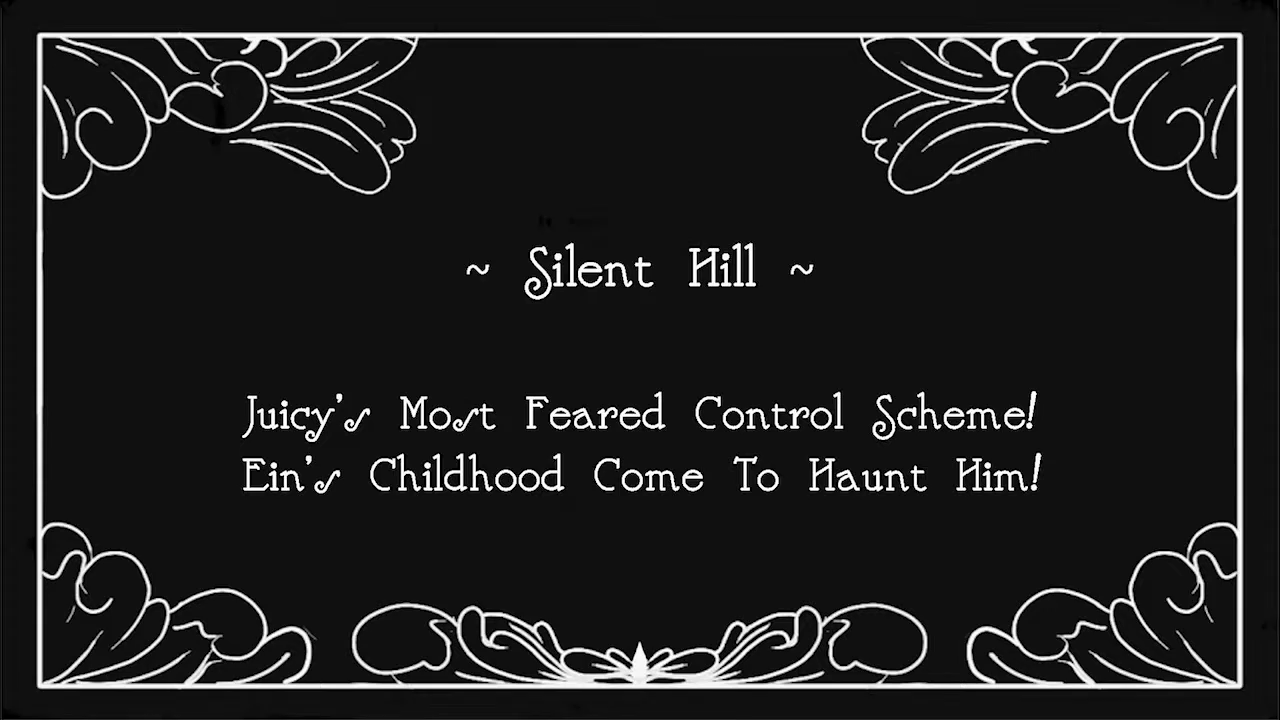 ~ Silent Hill ~
Juicy's Most Feared Control Scheme!
Ein's Childhood Come To Haunt Him!